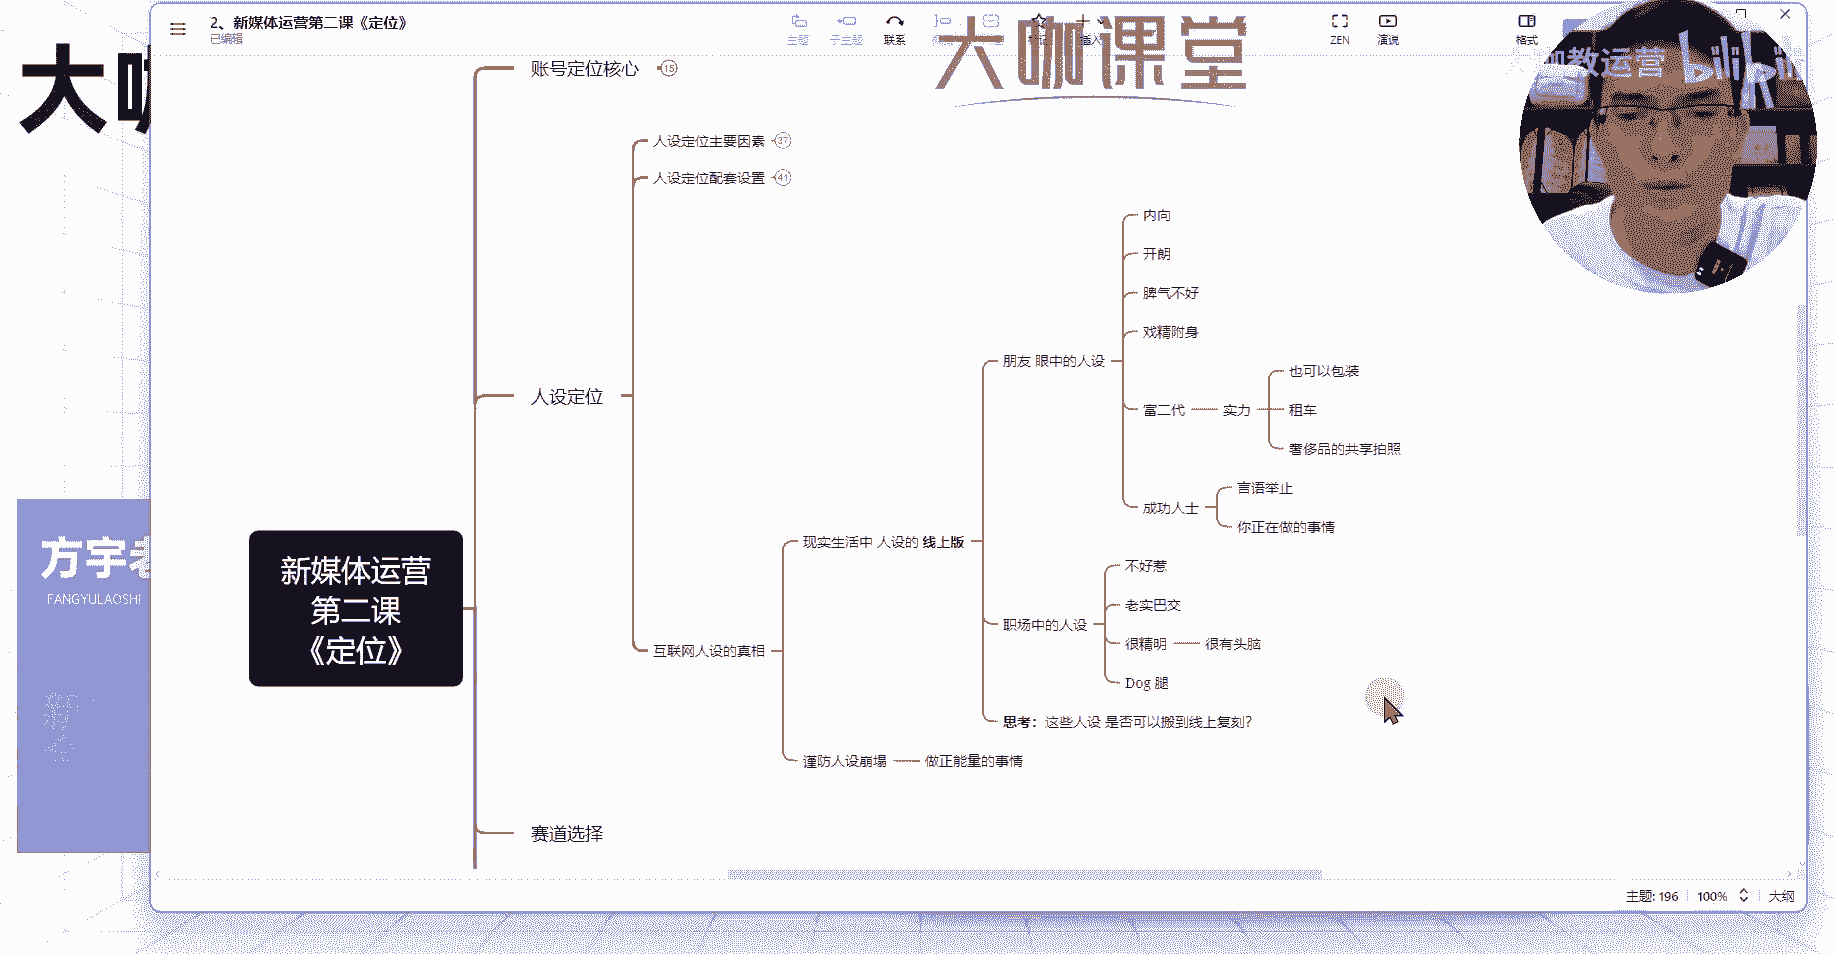 2、新媒体运营第二课《定位》
已编辑
主题
子主题
联系
插入
ZEN
演说
格式
大咖课堂
教运营
bilibili
大
账号定位核心 15
人设定位主要因素 37
人设定位配套设置 41
内向
开朗
脾气不好
戏精附身
朋友 眼中的人设
也可以包装
富二代
实力
租车
奢侈品的共享拍照
人设定位
言语举止
成功人士
你正在做的事情
现实生活中 人设的 线上版
不好惹
老实巴交
职场中的人设
很精明
很有头脑
互联网人设的真相
Dog 腿
思考：这些人设 是否可以搬到线上复刻？
谨防人设崩塌
做正能量的事情
新媒体运营
第二课
《定位》
赛道选择
方宇老
FANGYULAOSHI
主题: 196
100%
大纲